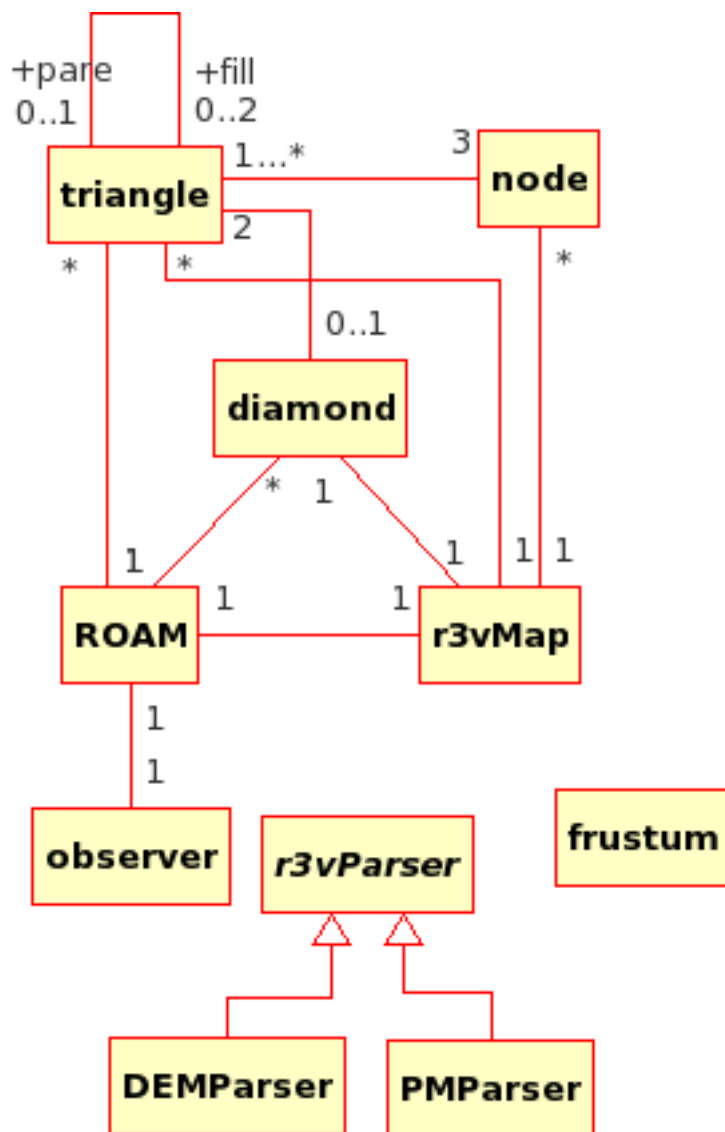 +pare
+fill
0..1
0..2
1...*
3
triangle
node
2
*
*
*
0..1
diamond
*
1
1
1
1
1
1
1
ROAM
r3vMap
1
1
observer
r3vParser
frustum
DEMParser
PMParser